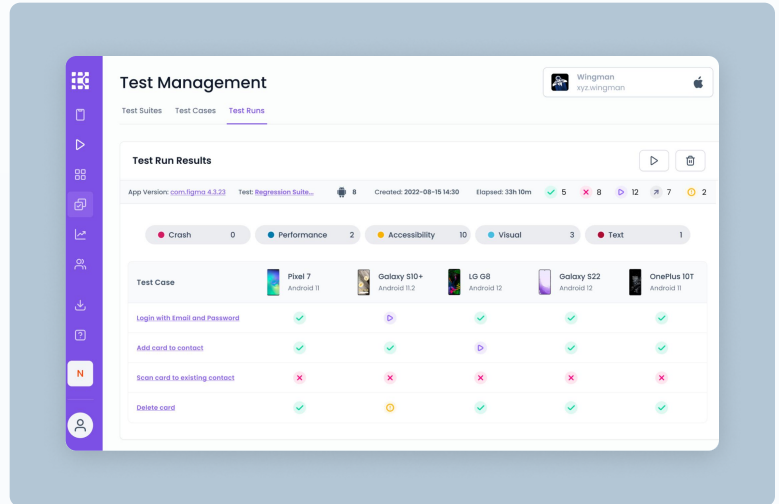 Test Management
Wingman
xyz.wingman
Test Suites Test Cases Test Runs
Test Run Results
App Version: com.figma 4.3.23 Test: Regression Suite... 8 Created: 2022-08-15 14:30 Elapsed: 33h 10m 5 8 12 7 2
Crash 0 Performance 2 Accessibility 10 Visual 3 Text 1
Test Case
Pixel 7
Android 11
Galaxy S10+
Android 11.2
LG G8
Android 12
Galaxy S22
Android 12
OnePlus 10T
Android 11
Login with Email and Password
Add card to contact
Scan card to existing contact
Delete card
N